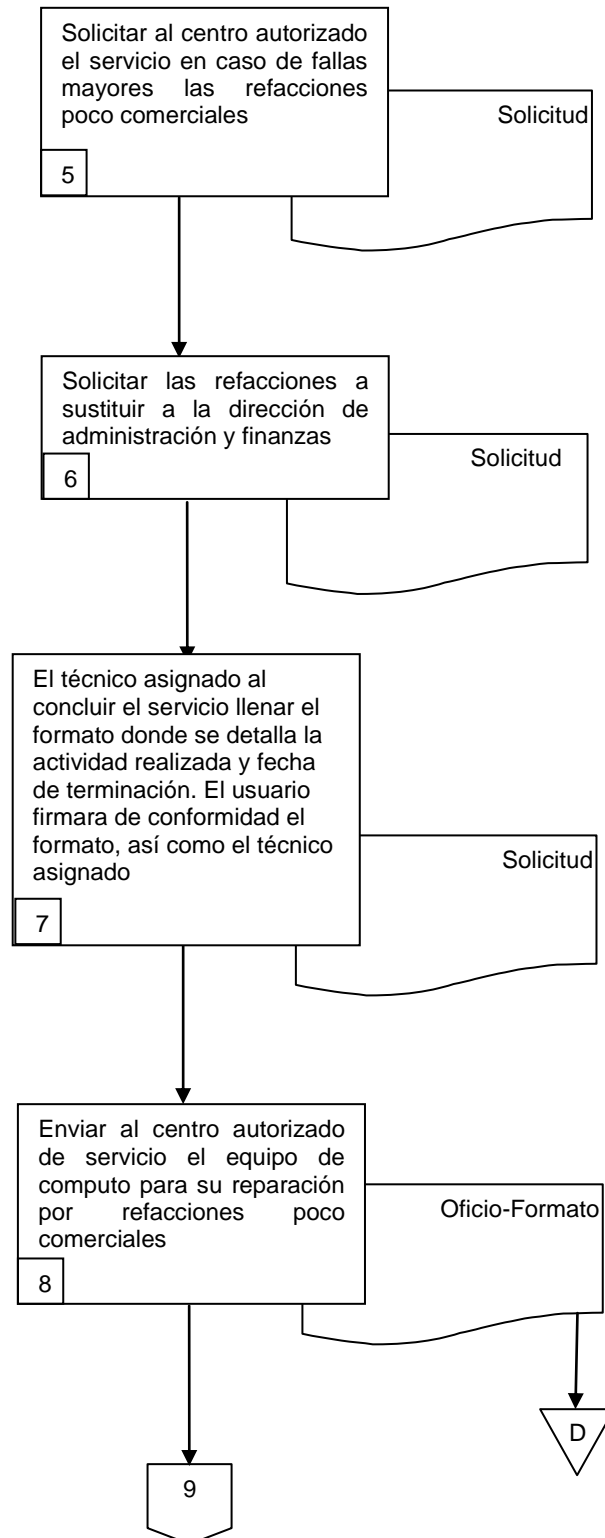 Solicitar al centro autorizado
el servicio en caso de fallas
mayores las refacciones
poco comerciales
Solicitud
5
Solicitar las refacciones a
sustituir a la dirección de
administración y finanzas
Solicitud
6
El técnico asignado al
concluir el servicio llenar el
formato donde se detalla la
actividad realizada y fecha
de terminación. El usuario
firmara de conformidad el
formato, así como el técnico
asignado
Solicitud
7
Enviar al centro autorizado
de servicio el equipo de
computo para su reparación
por refacciones poco
comerciales
Oficio-Formato
8
D
9